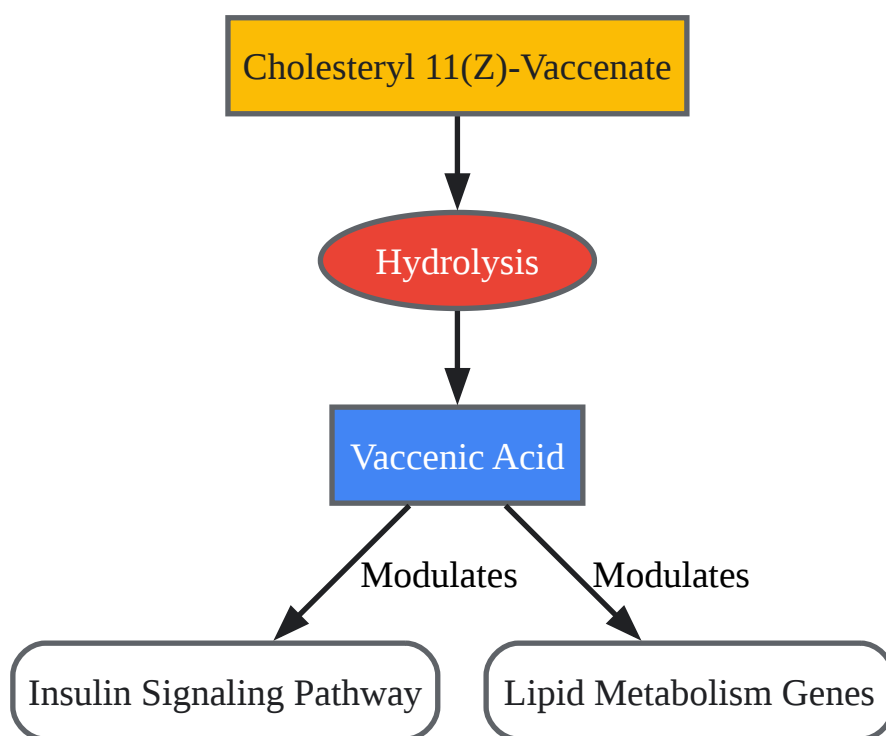 Cholesteryl 11(Z)-Vaccenate
Hydrolysis
Vaccenic Acid
Modulates
Modulates
Insulin Signaling Pathway
Lipid Metabolism Genes